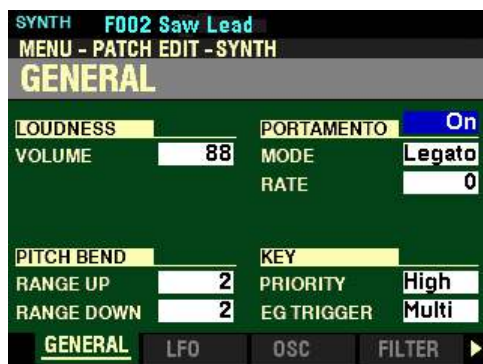 SYNTH F002 Saw Lead
MENU - PATCH EDIT - SYNTH
GENERAL
LOUDNESS
VOLUME 88
PORTAMENTO On
MODE Legato
RATE 0
PITCH BEND
RANGE UP 2
RANGE DOWN 2
KEY
PRIORITY High
EG TRIGGER Multi
GENERAL LFO OSC FILTER